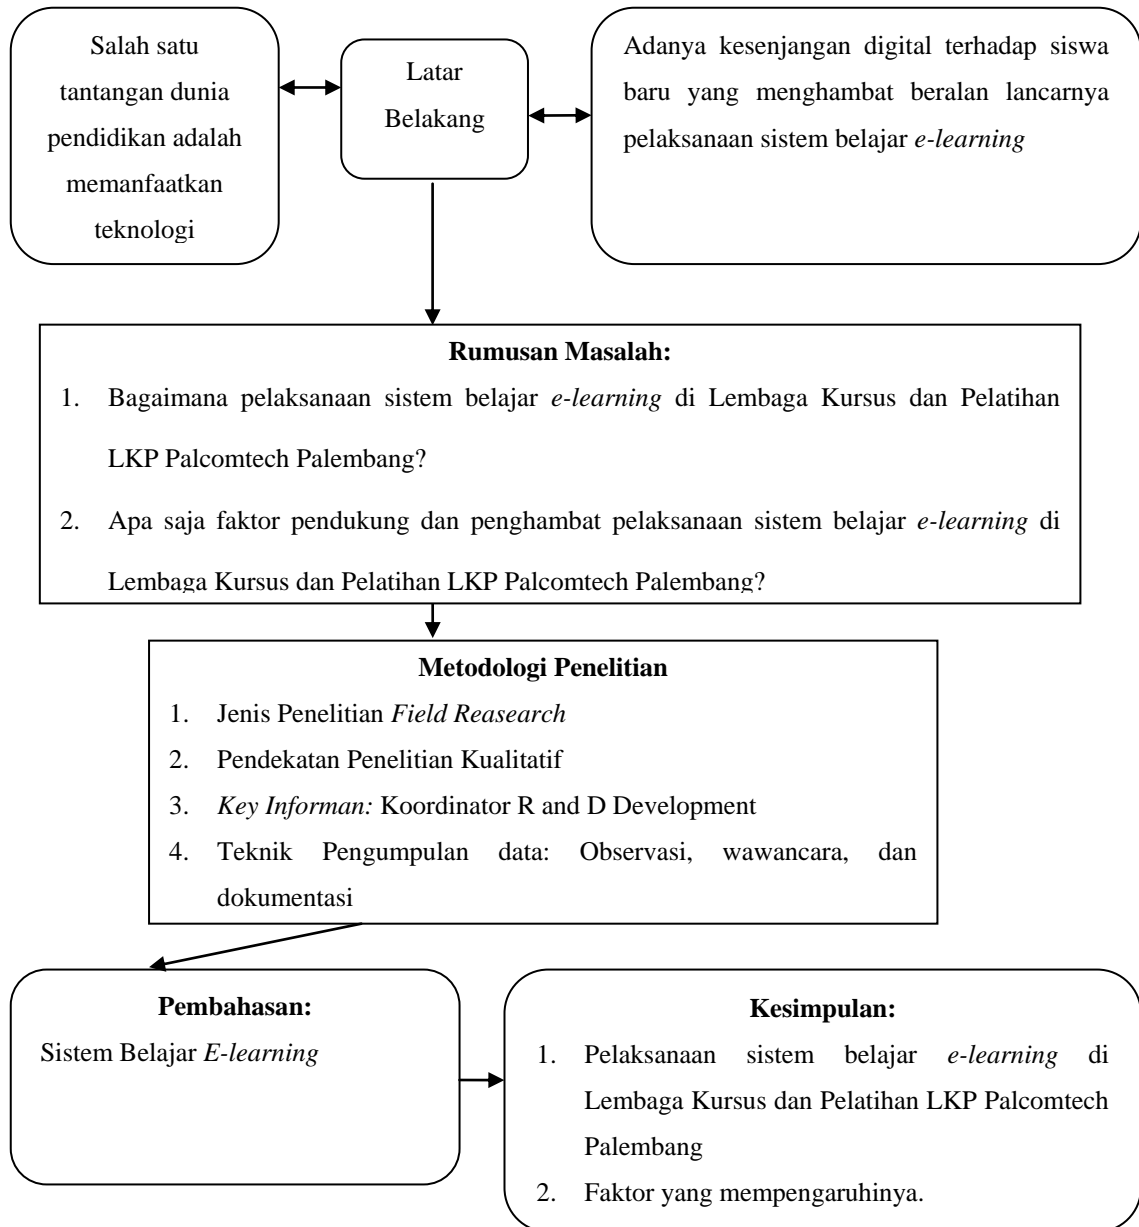 Salah satu
tantangan dunia
pendidikan adalah
memanfaatkan
teknologi
Latar
Belakang
Adanya kesenjangan digital terhadap siswa
baru yang menghambat beralan lancarnya
pelaksanaan sistem belajar e-learning
Rumusan Masalah:
1. Bagaimana pelaksanaan sistem belajar e-learning di Lembaga Kursus dan Pelatihan
LKP Palcomtech Palembang?
2. Apa saja faktor pendukung dan penghambat pelaksanaan sistem belajar e-learning di
Lembaga Kursus dan Pelatihan LKP Palcomtech Palembang?
Metodologi Penelitian
1. Jenis Penelitian Field Reasearch
2. Pendekatan Penelitian Kualitatif
3. Key Informan: Koordinator R and D Development
4. Teknik Pengumpulan data: Observasi, wawancara, dan
dokumentasi
Pembahasan:
Sistem Belajar E-learning
Kesimpulan:
1. Pelaksanaan sistem belajar e-learning di
Lembaga Kursus dan Pelatihan LKP Palcomtech
Palembang
2. Faktor yang mempengaruhinya.